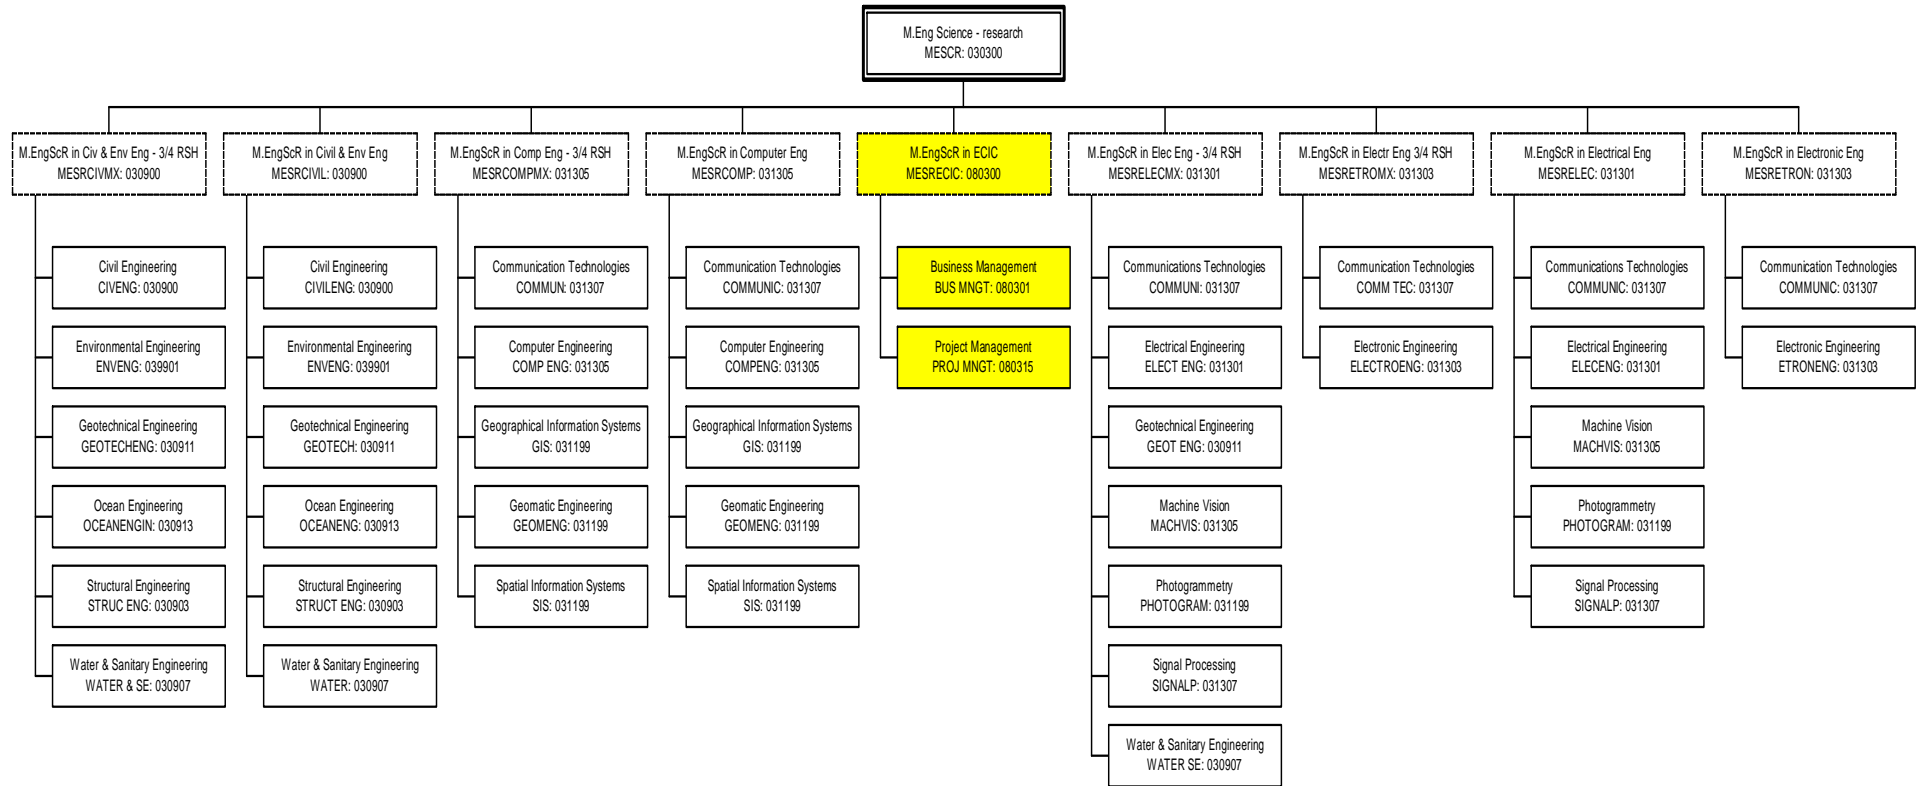 M.Eng Science - research
MESCR: 030300
M.EngScR in Civ & Env Eng - 3/4 RSH
MESRCIVMX: 030900
M.EngScR in Civil & Env Eng
MESRCIVIL: 030900
M.EngScR in Comp Eng - 3/4 RSH
MESRCOMPMX: 031305
M.EngScR in Computer Eng
MESRCOMP: 031305
M.EngScR in ECIC
MESRECIC: 080300
M.EngScR in Elec Eng - 3/4 RSH
MESRELECMX: 031301
M.EngScR in Electr Eng 3/4 RSH
MESRETROMX: 031303
M.EngScR in Electrical Eng
MESRELEC: 031301
M.EngScR in Electronic Eng
MESRETRON: 031303
Civil Engineering
CIVENG: 030900
Environmental Engineering
ENVENG: 039901
Geotechnical Engineering
GEOTECHENG: 030911
Ocean Engineering
OCEANENGIN: 030913
Structural Engineering
STRUC ENG: 030903
Water & Sanitary Engineering
WATER & SE: 030907
Civil Engineering
CIVILENG: 030900
Environmental Engineering
ENVENG: 039901
Geotechnical Engineering
GEOTECH: 030911
Ocean Engineering
OCEANENG: 030913
Structural Engineering
STRUCT ENG: 030903
Water & Sanitary Engineering
WATER: 030907
Communication Technologies
COMMUN: 031307
Computer Engineering
COMP ENG: 031305
Geographical Information Systems
GIS: 031199
Geomatic Engineering
GEOMENG: 031199
Spatial Information Systems
SIS: 031199
Communication Technologies
COMMUNIC: 031307
Computer Engineering
COMPENG: 031305
Geographical Information Systems
GIS: 031199
Geomatic Engineering
GEOMENG: 031199
Spatial Information Systems
SIS: 031199
Business Management
BUS MNGT: 080301
Project Management
PROJ MNGT: 080315
Communications Technologies
COMMUNI: 031307
Electrical Engineering
ELECT ENG: 031301
Geotechnical Engineering
GEOT ENG: 030911
Machine Vision
MACHVIS: 031305
Photogrammetry
PHOTOGRAM: 031199
Signal Processing
SIGNALP: 031307
Water & Sanitary Engineering
WATER SE: 030907
Communication Technologies
COMM TEC: 031307
Electronic Engineering
ELECTROENG: 031303
Communications Technologies
COMMUNIC: 031307
Electrical Engineering
ELECENG: 031301
Machine Vision
MACHVIS: 031305
Photogrammetry
PHOTOGRAM: 031199
Signal Processing
SIGNALP: 031307
Communication Technologies
COMMUNIC: 031307
Electronic Engineering
ETRONENG: 031303